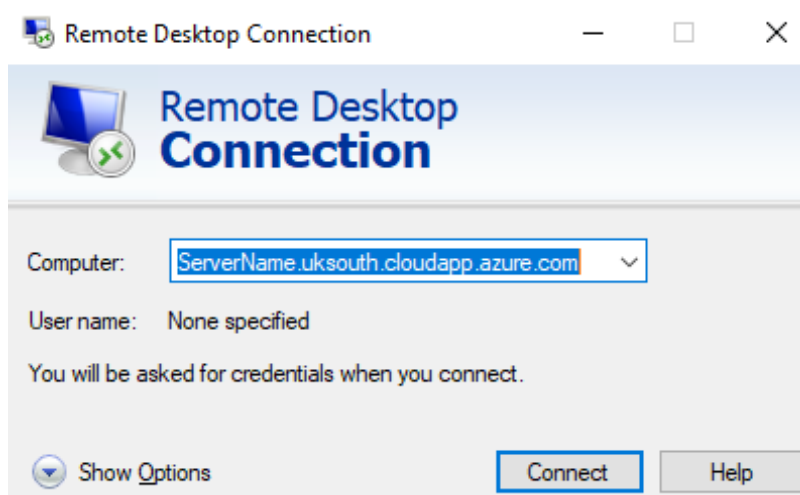 Remote Desktop Connection
Remote Desktop
Connection
Computer: ServerName.uksouth.cloudapp.azure.com
User name: None specified
You will be asked for credentials when you connect.
Show Options Connect Help